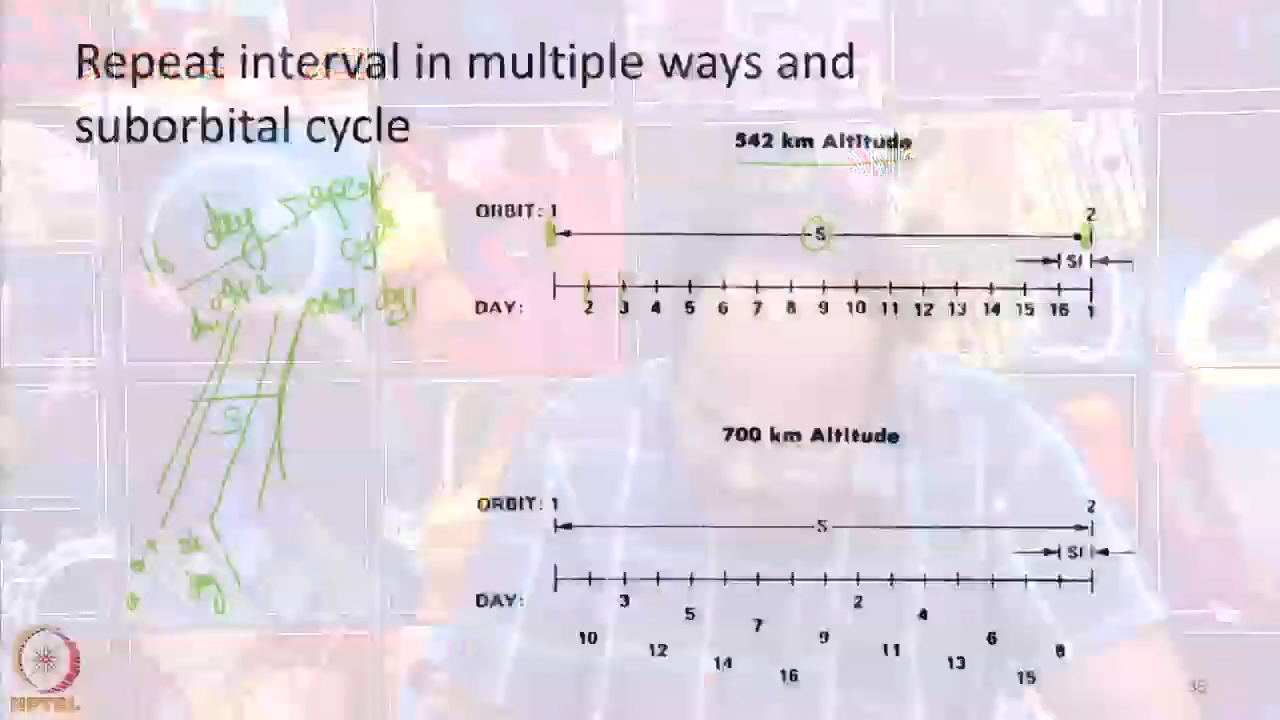 Repeat interval in multiple ways and
suborbital cycle
542 km Altitude
ORBIT: 1
2
S
SI
DAY:
2 3 4 5 6 7 8 9 10 11 12 13 14 15 16 1
day
S
700 km Altitude
ORBIT: 1
2
S
SI
DAY:
3 2
5 4
7
10 9 6
12 11 8
14 13
16 15
NPTEL
35